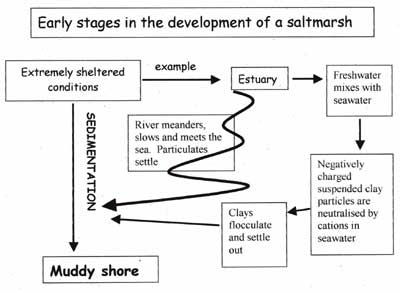 Early stages in the development of a saltmarsh
Extremely sheltered
conditions
example
Estuary
Freshwater
mixes with
seawater
River meanders,
slows and meets the
sea. Particulates
settle
SEDIMENTATION
Negatively
charged
suspended clay
particles are
neutralised by
cations in
seawater
Clays
flocculate
and settle
out
Muddy shore